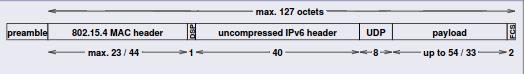 max. 127 octets
preamble 802.15.4 MAC header DSP uncompressed IPv6 header UDP payload FCS
max. 23 / 44 1 40 8 up to 54 / 33 2